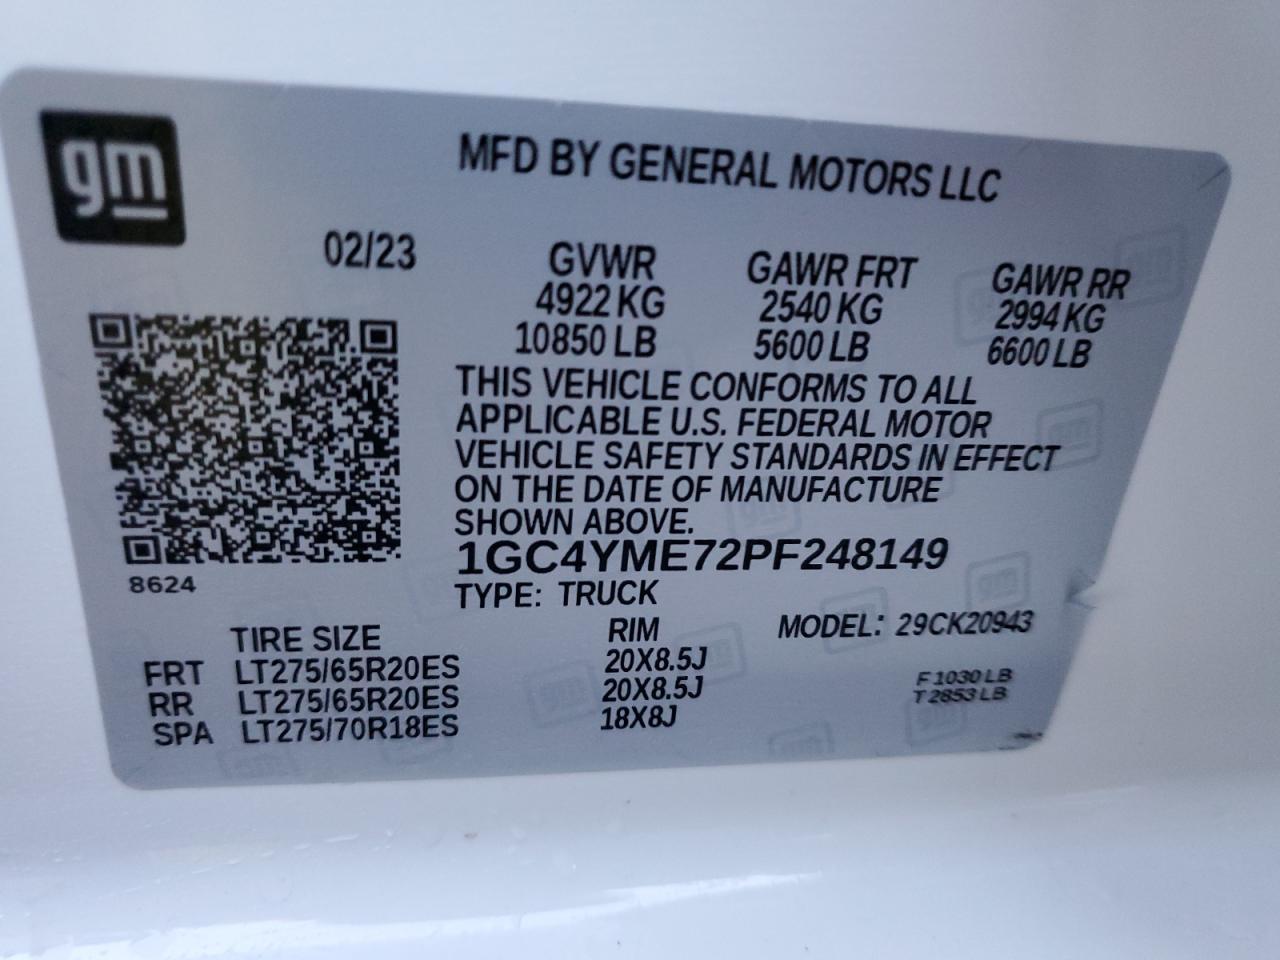 gm
MFD BY GENERAL MOTORS LLC
02/23
GVWR GAWR FRT GAWR RR
4922 KG 2540 KG 2994 KG
10850 LB 5600 LB 6600 LB
THIS VEHICLE CONFORMS TO ALL
APPLICABLE U.S. FEDERAL MOTOR
VEHICLE SAFETY STANDARDS IN EFFECT
ON THE DATE OF MANUFACTURE
SHOWN ABOVE.
1GC4YME72PF248149
8624
TYPE: TRUCK
TIRE SIZE RIM MODEL: 29CK20943
FRT LT275/65R20ES 20X8.5J
RR LT275/65R20ES 20X8.5J
SPA LT275/70R18ES 18X8J
F 1030 LB
T 2853 LB